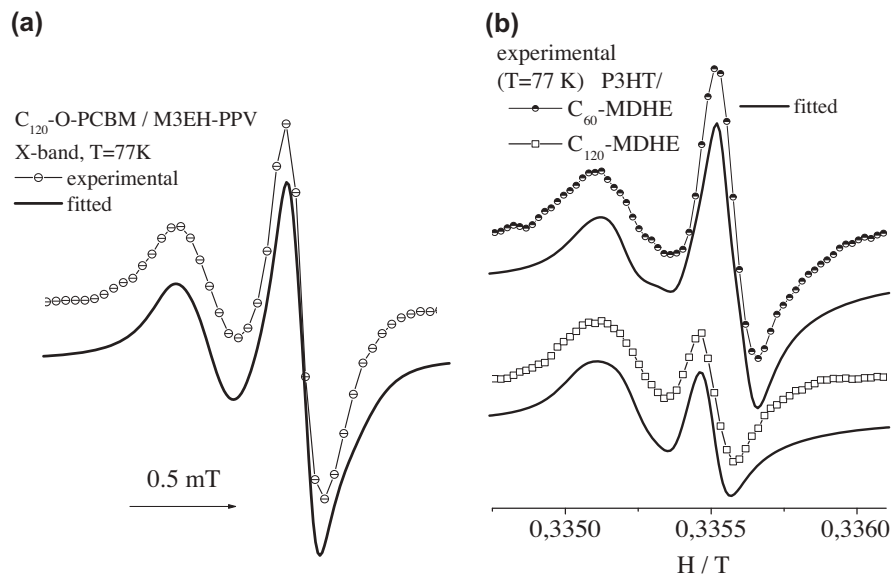 (a)
C₁₂₀-O-PCBM / M3EH-PPV
X-band, T=77K
experimental
fitted
0.5 mT
(b)
experimental
(T=77 K) P3HT/
C₆₀-MDHE
fitted
C₁₂₀-MDHE
0,3350 0,3355 0,3360
H / T